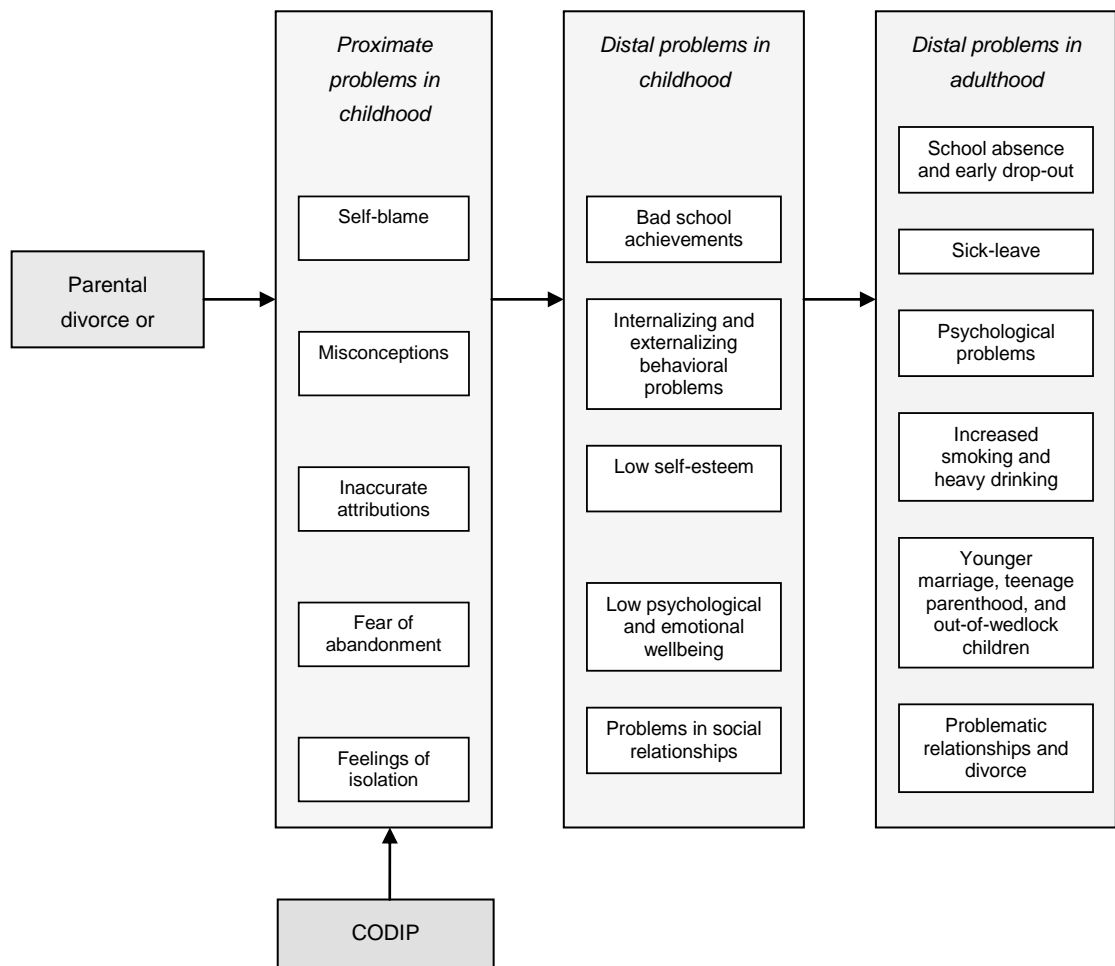 Parental
divorce or
Proximate
problems in
childhood
Self-blame
Misconceptions
Inaccurate
attributions
Fear of
abandonment
Feelings of
isolation
CODIP
Distal problems in
childhood
Bad school
achievements
Internalizing and
externalizing
behavioral
problems
Low self-esteem
Low psychological
and emotional
wellbeing
Problems in social
relationships
Distal problems in
adulthood
School absence
and early drop-out
Sick-leave
Psychological
problems
Increased
smoking and
heavy drinking
Younger
marriage, teenage
parenthood, and
out-of-wedlock
children
Problematic
relationships and
divorce